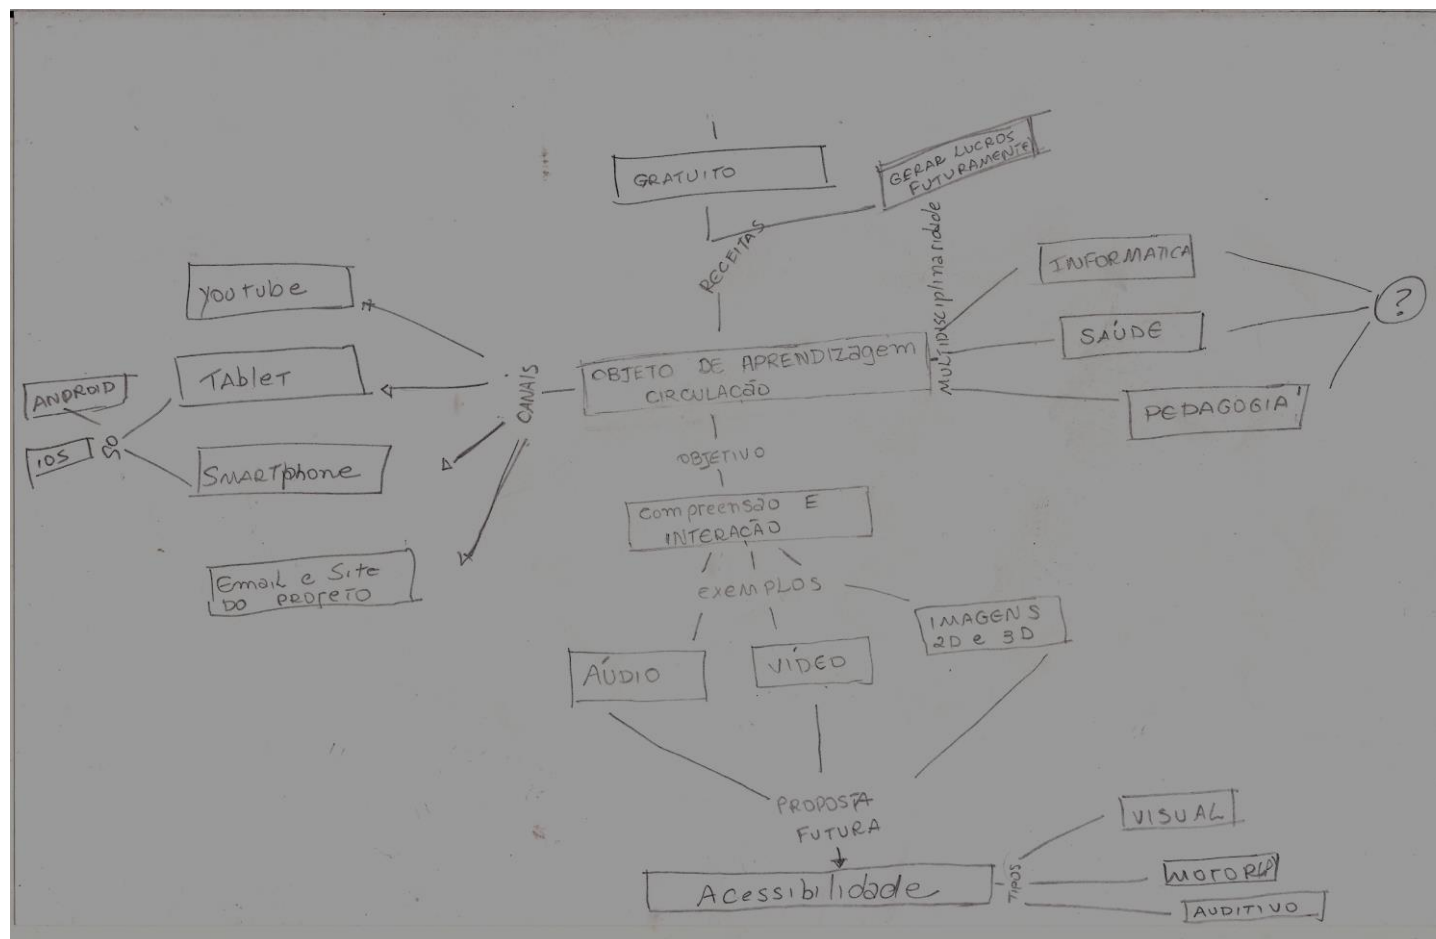 GRATUITO
GERAR LUCROS
FUTURAMENTE
RECEITAS
MULTIDISCIPLINARIDADE
INFORMATICA
SAÚDE
PEDAGOGIA
?
YOUTUBE
TABLET
SMARTPHONE
Email e Site
DO PROJETO
ANDROID
IOS
SO
CANAIS
OBJETO DE APRENDIZAGEM
CIRCULAÇÃO
OBJETIVO
Compreensão E
INTERAÇÃO
EXEMPLOS
ÁUDIO
VÍDEO
IMAGENS
2D e 3D
PROPOSTA
FUTURA
Acessibilidade
TIPOS
VISUAL
AUDITIVO